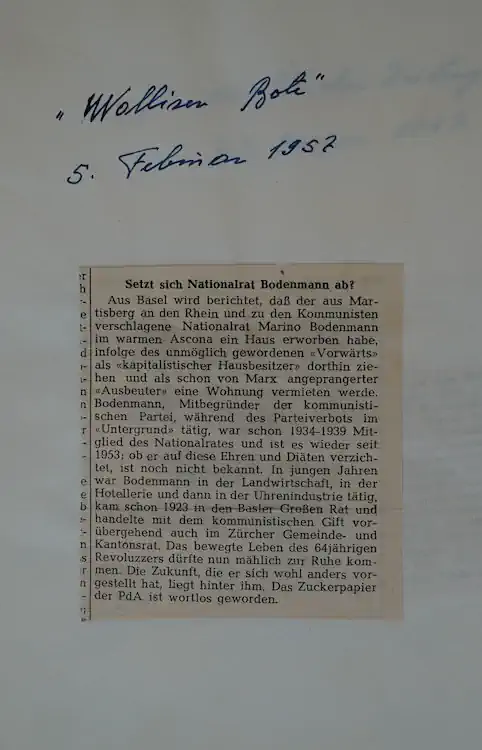 "Walliser Bote"
5. Februar 1957
Setzt sich Nationalrat Bodenmann ab?
Aus Basel wird berichtet, daß der aus Mar-
tisberg an den Rhein und zu den Kommunisten
verschlagene Nationalrat Marino Bodenmann
im warmen Ascona ein Haus erworben habe,
infolge des unmöglich gewordenen «Vorwärts»
als «kapitalistischer Hausbesitzer» dorthin zie-
hen und als schon von Marx angeprangerter
«Ausbeuter» eine Wohnung vermieten werde.
Bodenmann, Mitbegründer der kommunisti-
schen Partei, während des Parteiverbots im
«Untergrund» tätig, war schon 1934-1939 Mit-
glied des Nationalrates und ist es wieder seit
1953; ob er auf diese Ehren und Diäten verzich-
tet, ist noch nicht bekannt. In jungen Jahren
war Bodenmann in der Landwirtschaft, in der
Hotellerie und dann in der Uhrenindustrie tätig,
kam schon 1923 in den Basler Großen Rat und
handelte mit dem kommunistischen Gift vor-
übergehend auch im Zürcher Gemeinde- und
Kantonsrat. Das bewegte Leben des 64jährigen
Revoluzzers dürfte nun mählich zur Ruhe kom-
men. Die Zukunft, die er sich wohl anders vor-
gestellt hat, liegt hinter ihm. Das Zuckerpapier
der PdA ist wortlos geworden.